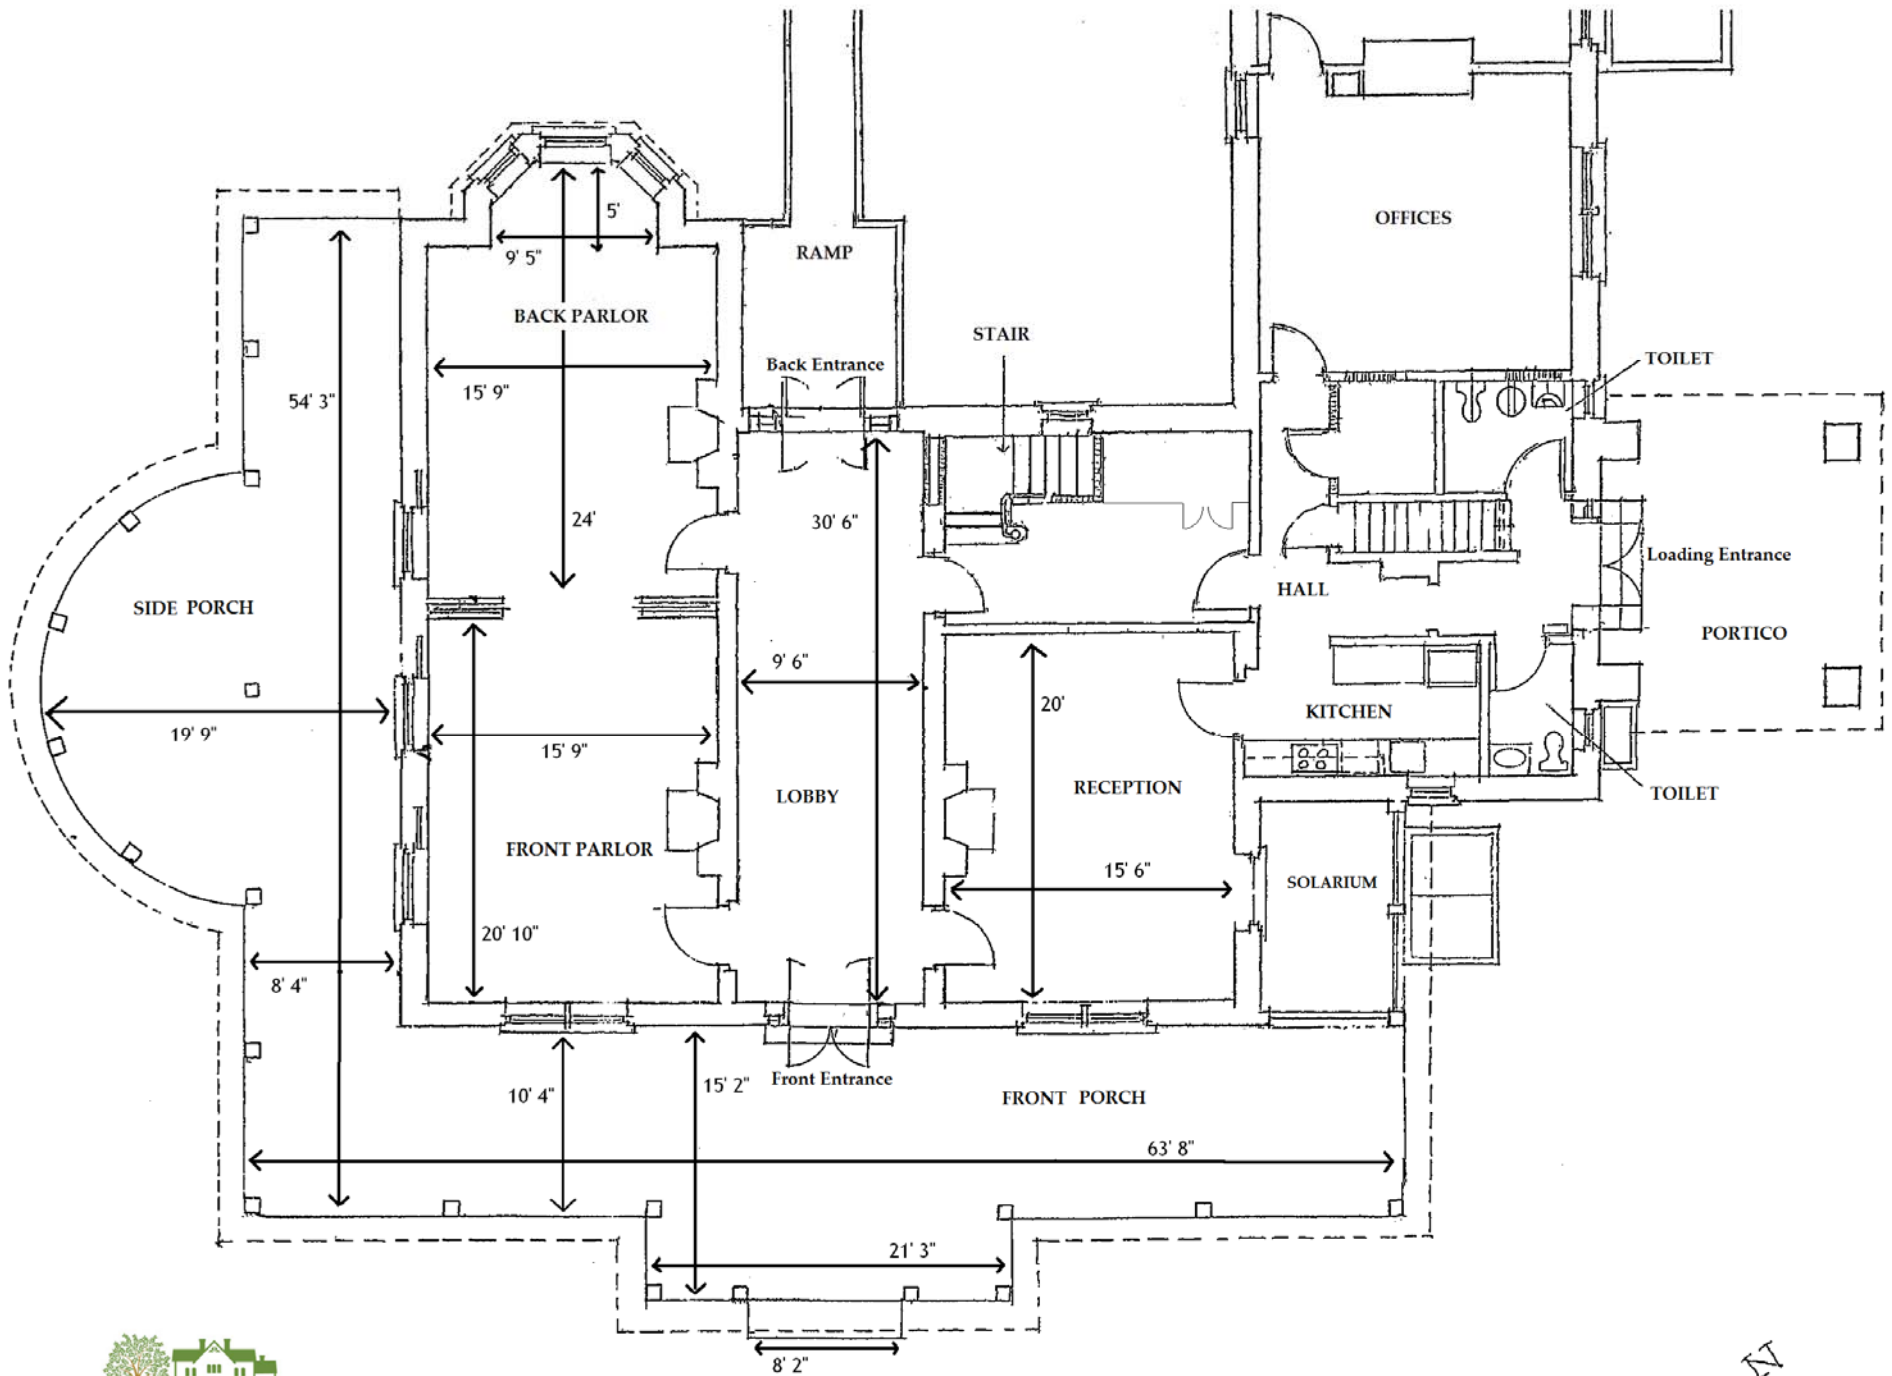 5'
OFFICES
9' 5"
RAMP
BACK PARLOR
STAIR
TOILET
Back Entrance
15' 9"
54' 3"
24'
30' 6"
Loading Entrance
HALL
SIDE PORCH
PORTICO
9' 6"
20'
KITCHEN
19' 9"
15' 9"
RECEPTION
TOILET
LOBBY
FRONT PARLOR
15' 6"
SOLARIUM
20' 10"
8' 4"
15' 2"
Front Entrance
10' 4"
FRONT PORCH
63' 8"
21' 3"
8' 2"
N